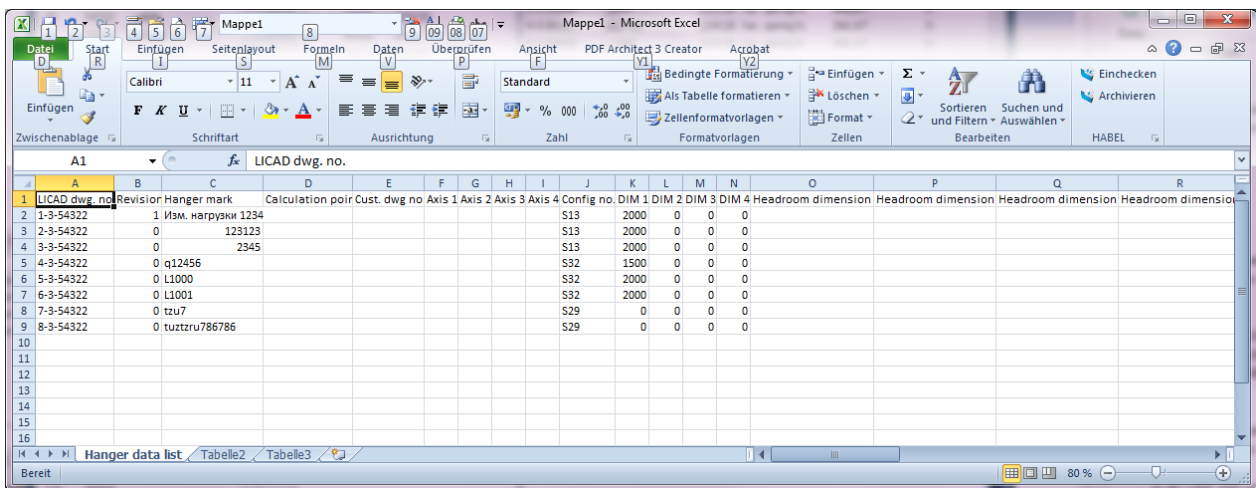 1 2 3 4 5 6 7 Mappe1 8 9 09 08 07 Mappe1 - Microsoft Excel
Datei Start Einfügen Seitenlayout Formeln Daten Überprüfen Ansicht PDF Architect 3 Creator Acrobat
D R I S M V P F Y1 Y2
Calibri 11 A A Standard Bedingte Formatierung Einfügen Σ Einchecken
Als Tabelle formatieren Löschen Archivieren
Einfügen F K U A % 000 Zellenformatvorlagen Format Sortieren und Filtern Suchen und Auswählen
Zwischenablage Schriftart Ausrichtung Zahl Formatvorlagen Zellen Bearbeiten HABEL
A1 fx LICAD dwg. no.
A B C D E F G H I J K L M N O P Q R
1 LICAD dwg. no Revision Hanger mark Calculation poir Cust. dwg no Axis 1 Axis 2 Axis 3 Axis 4 Config no. DIM 1 DIM 2 DIM 3 DIM 4 Headroom dimension Headroom dimension Headroom dimension Headroom dimension
2 1-3-54322 1 Изм. нагрузки 1234 S13 2000 0 0 0
3 2-3-54322 0 123123 S13 2000 0 0 0
4 3-3-54322 0 2345 S13 2000 0 0 0
5 4-3-54322 0 q12456 S32 1500 0 0 0
6 5-3-54322 0 L1000 S32 2000 0 0 0
7 6-3-54322 0 L1001 S32 2000 0 0 0
8 7-3-54322 0 tzu7 S29 0 0 0 0
9 8-3-54322 0 tuztzru786786 S29 0 0 0 0
10
11
12
13
14
15
16
Hanger data list Tabelle2 Tabelle3
Bereit 80 %